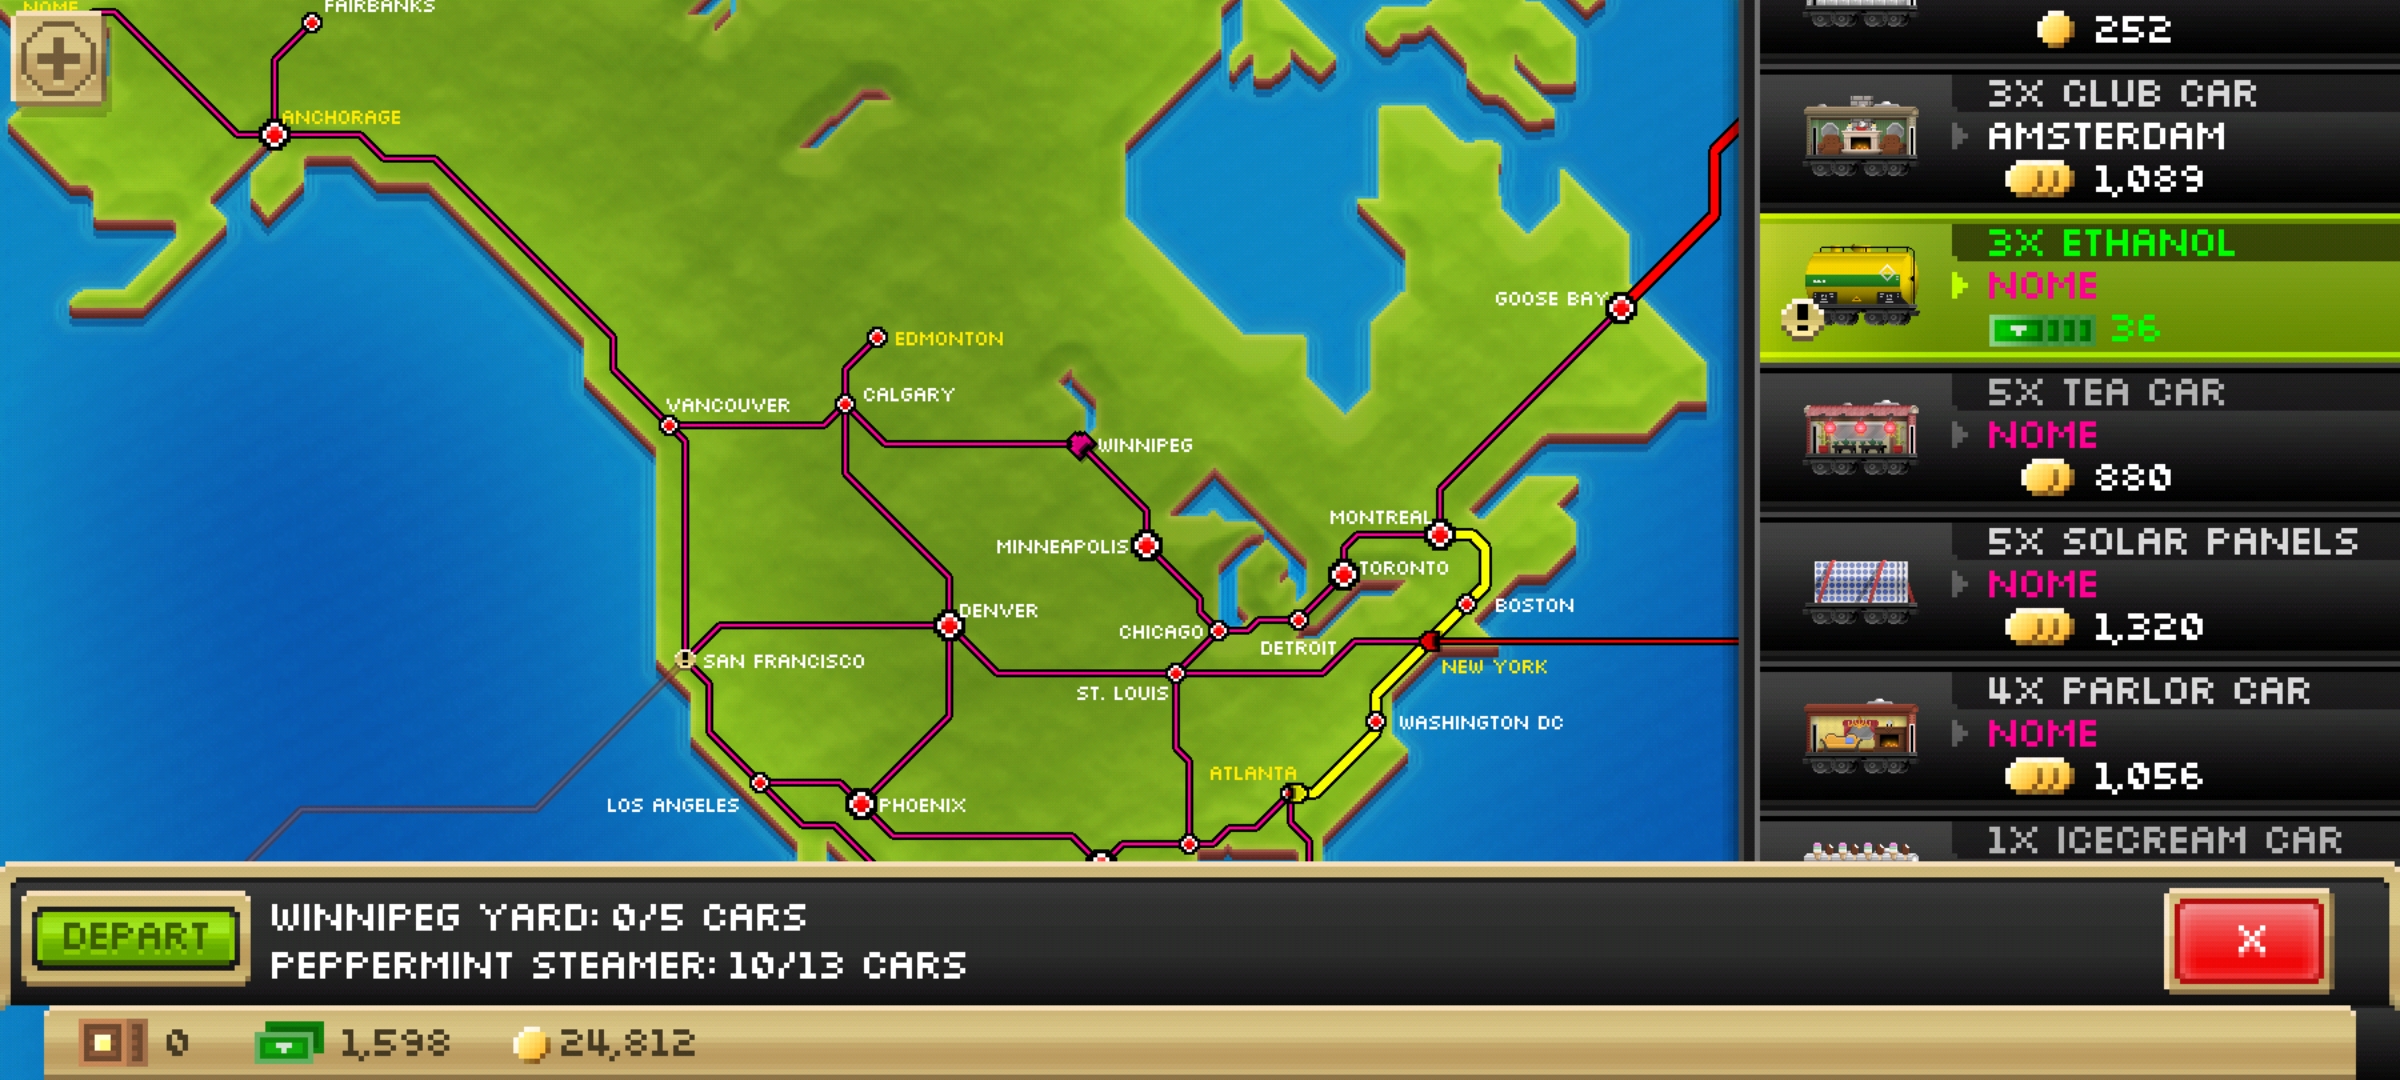 NOME
FAIRBANKS
ANCHORAGE
EDMONTON
CALGARY
VANCOUVER
WINNIPEG
GOOSE BAY
MONTREAL
MINNEAPOLIS
TORONTO
DENVER
BOSTON
CHICAGO
DETROIT
SAN FRANCISCO
NEW YORK
ST. LOUIS
WASHINGTON DC
ATLANTA
LOS ANGELES
PHOENIX
252
3X CLUB CAR
AMSTERDAM
1,089
3X ETHANOL
NOME
36
5X TEA CAR
NOME
880
5X SOLAR PANELS
NOME
1,320
4X PARLOR CAR
NOME
1,056
1X ICECREAM CAR
DEPART
WINNIPEG YARD: 0/5 CARS
PEPPERMINT STEAMER: 10/13 CARS
X
0
1,598
24,812